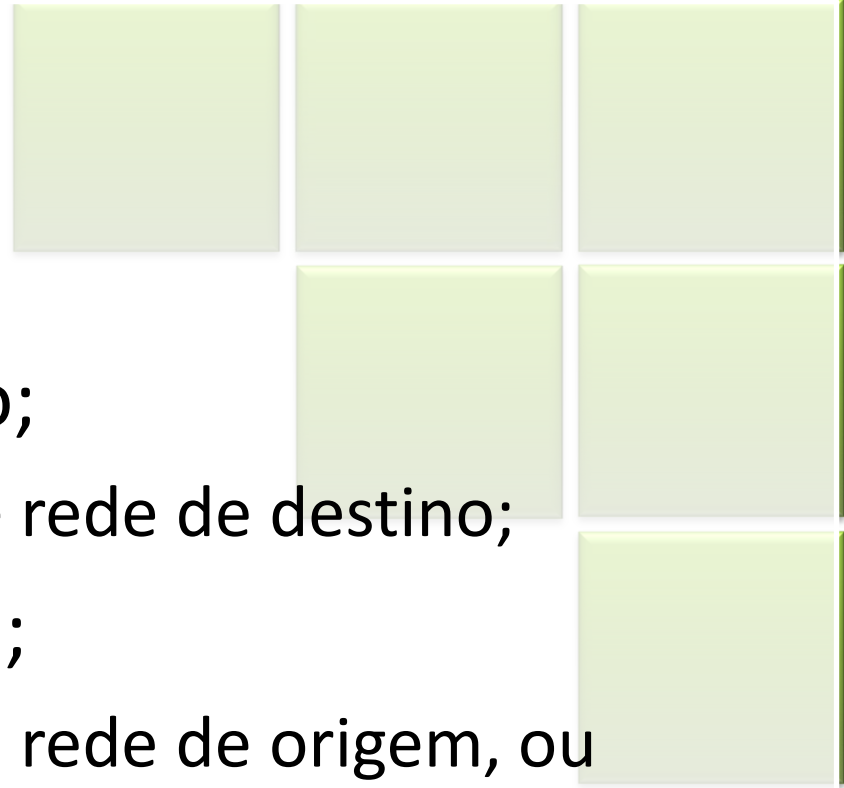 o;
rede de destino;
;
rede de origem, ou